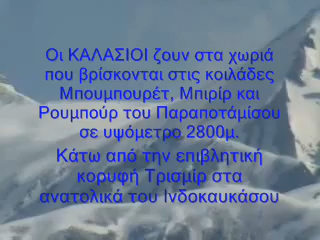 Οι ΚΑΛΑΣΙΟΙ ζουν στα χωριά
που βρίσκονται στις κοιλάδες
Μπουμπουρέτ, Μπιρίρ και
Ρουμπούρ του Παραποτάμίσου
σε υψόμετρο 2800μ.
Κάτω από την επιβλητική
κορυφή Τρισμίρ στα
ανατολικά του Ινδοκαυκάσου